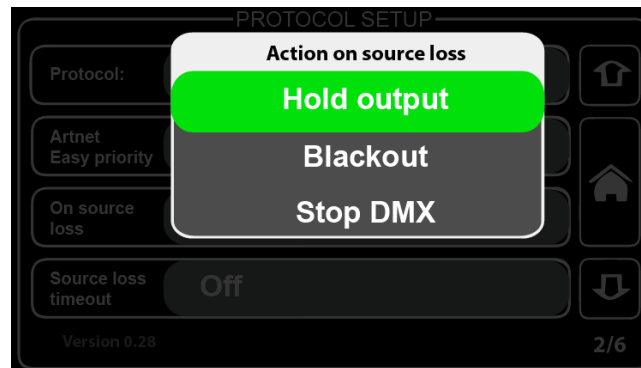 PROTOCOL SETUP
Action on source loss
Protocol:
Hold output
Artnet
Easy priority
Blackout
On source
loss
Stop DMX
Source loss
timeout
Off
Version 0.28
2/6